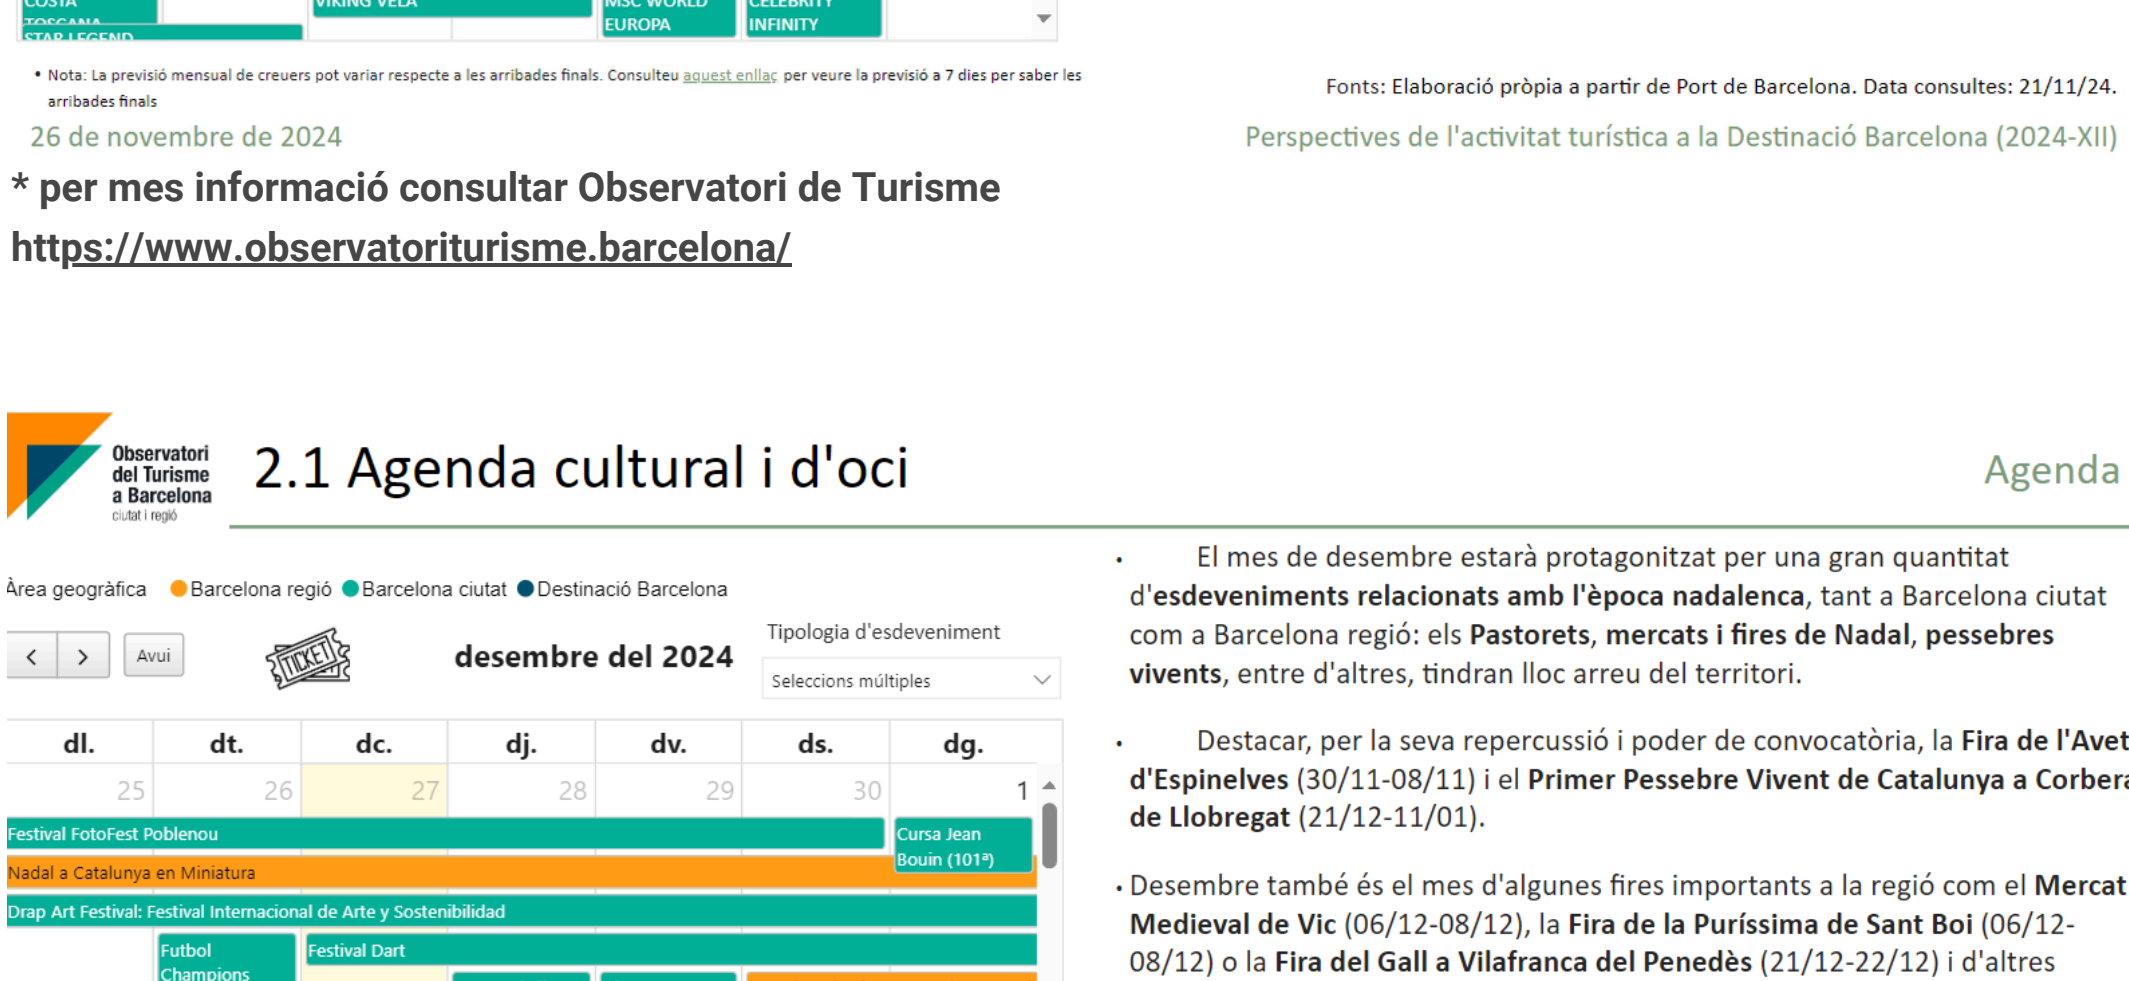 COSTA
TOSCANA
STAR LEGEND
VIKING VELA
MSC WORLD
EUROPA
CELEBRITY
INFINITY
• Nota: La previsió mensual de creuers pot variar respecte a les arribades finals. Consulteu aquest enllaç per veure la previsió a 7 dies per saber les
arribades finals
Fonts: Elaboració pròpia a partir de Port de Barcelona. Data consultes: 21/11/24.
26 de novembre de 2024
Perspectives de l'activitat turística a la Destinació Barcelona (2024-XII)
* per mes informació consultar Observatori de Turisme
https://www.observatoriturisme.barcelona/
Observatori
del Turisme
a Barcelona
ciutat i regió
2.1 Agenda cultural i d'oci
Agenda
Àrea geogràfica Barcelona regió Barcelona ciutat Destinació Barcelona
< > Avui
TICKET
desembre del 2024
Tipologia d'esdeveniment
Seleccions múltiples
dl. dt. dc. dj. dv. ds. dg.
25 26 27 28 29 30 1
Festival FotoFest Poblenou
Cursa Jean
Bouin (101ª)
Nadal a Catalunya en Miniatura
Drap Art Festival: Festival Internacional de Arte y Sostenibilidad
Futbol
Champions
Festival Dart
• El mes de desembre estarà protagonitzat per una gran quantitat
d'esdeveniments relacionats amb l'època nadalenca, tant a Barcelona ciutat
com a Barcelona regió: els Pastorets, mercats i fires de Nadal, pessebres
vivents, entre d'altres, tindran lloc arreu del territori.
• Destacar, per la seva repercussió i poder de convocatòria, la Fira de l'Avet
d'Espinelves (30/11-08/11) i el Primer Pessebre Vivent de Catalunya a Corbera
de Llobregat (21/12-11/01).
• Desembre també és el mes d'algunes fires importants a la regió com el Mercat
Medieval de Vic (06/12-08/12), la Fira de la Puríssima de Sant Boi (06/12-
08/12) o la Fira del Gall a Vilafranca del Penedès (21/12-22/12) i d'altres